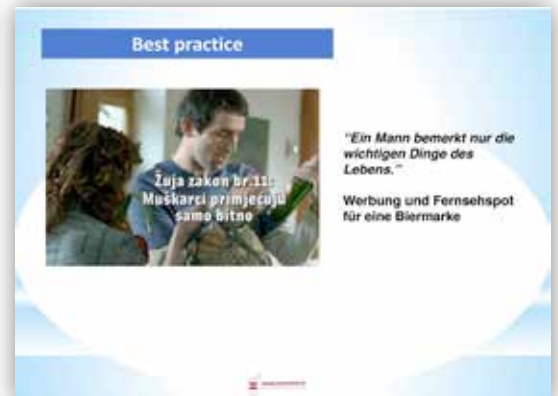 Best practice
Žuja zakon br.11:
Muškarci primjećuju
samo bitno
"Ein Mann bemerkt nur die
wichtigen Dinge des
Lebens."
Werbung und Fernsehspot
für eine Biermarke